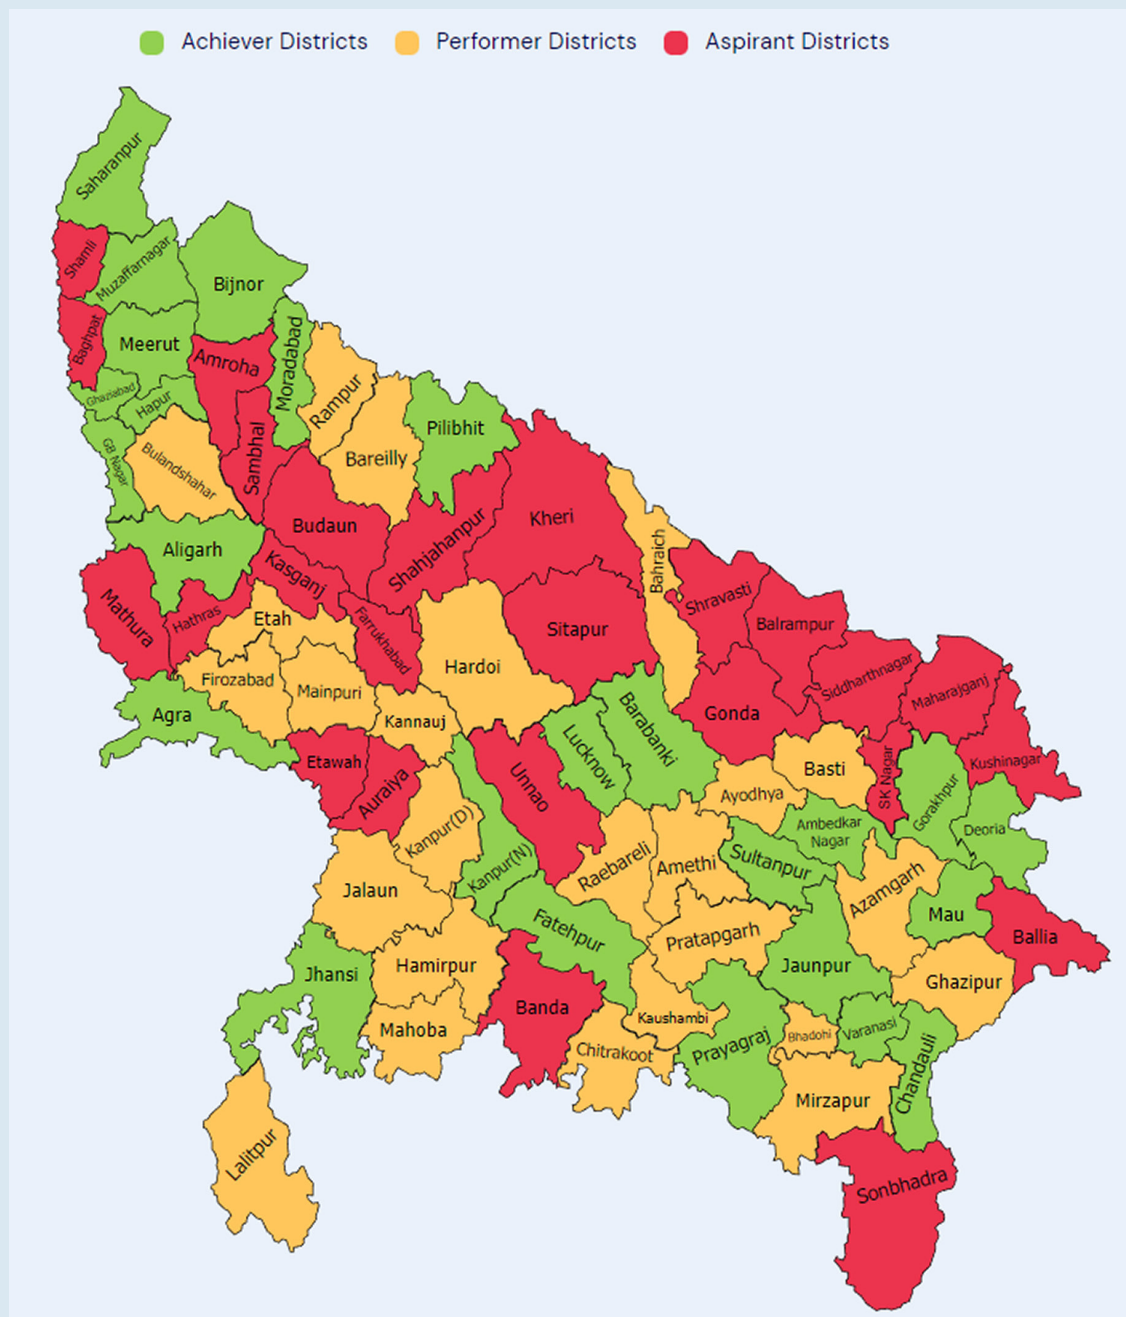 Achiever Districts
Performer Districts
Aspirant Districts
Saharanpur
Shamli
Muzaffarnagar
Bijnor
Baghpat
Meerut
Amroha
Moradabad
Ghaziabad
Hapur
Rampur
Pilibhit
GB Nagar
Bulandshahar
Sambhal
Bareilly
Budaun
Shahjahanpur
Kheri
Aligarh
Kasganj
Bahraich
Mathura
Hathras
Etah
Farrukhabad
Sitapur
Shravasti
Balrampur
Firozabad
Mainpuri
Hardoi
Siddharthnagar
Maharajganj
Agra
Kannauj
Gonda
Etawah
Auraiya
Unnao
Lucknow
Barabanki
Basti
SK Nagar
Kushinagar
Gorakhpur
Ayodhya
Deoria
Kanpur(D)
Kanpur(N)
Ambedkar
Nagar
Sultanpur
Raebareli
Amethi
Jalaun
Azamgarh
Mau
Fatehpur
Pratapgarh
Ballia
Jhansi
Hamirpur
Jaunpur
Ghazipur
Banda
Kaushambi
Mahoba
Chitrakoot
Prayagraj
Bhadohi
Varanasi
Chandauli
Mirzapur
Lalitpur
Sonbhadra